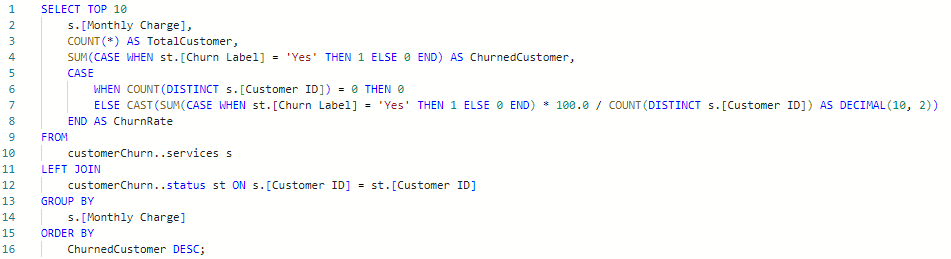 1 SELECT TOP 10
2 s.[Monthly Charge],
3 COUNT(*) AS TotalCustomer,
4 SUM(CASE WHEN st.[Churn Label] = 'Yes' THEN 1 ELSE 0 END) AS ChurnedCustomer,
5 CASE
6 WHEN COUNT(DISTINCT s.[Customer ID]) = 0 THEN 0
7 ELSE CAST(SUM(CASE WHEN st.[Churn Label] = 'Yes' THEN 1 ELSE 0 END) * 100.0 / COUNT(DISTINCT s.[Customer ID]) AS DECIMAL(10, 2))
8 END AS ChurnRate
9 FROM
10 customerChurn..services s
11 LEFT JOIN
12 customerChurn..status st ON s.[Customer ID] = st.[Customer ID]
13 GROUP BY
14 s.[Monthly Charge]
15 ORDER BY
16 ChurnedCustomer DESC;